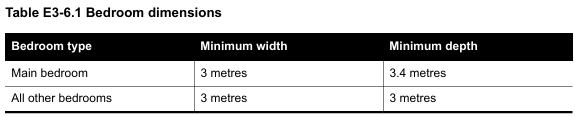 Table E3-6.1 Bedroom dimensions
Bedroom type Minimum width Minimum depth
Main bedroom 3 metres 3.4 metres
All other bedrooms 3 metres 3 metres